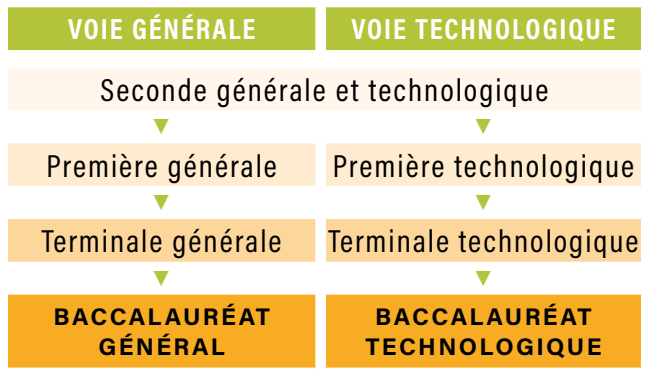 VOIE GÉNÉRALE
VOIE TECHNOLOGIQUE
Seconde générale et technologique
Première générale
Première technologique
Terminale générale
Terminale technologique
BACCALAURÉAT
GÉNÉRAL
BACCALAURÉAT
TECHNOLOGIQUE